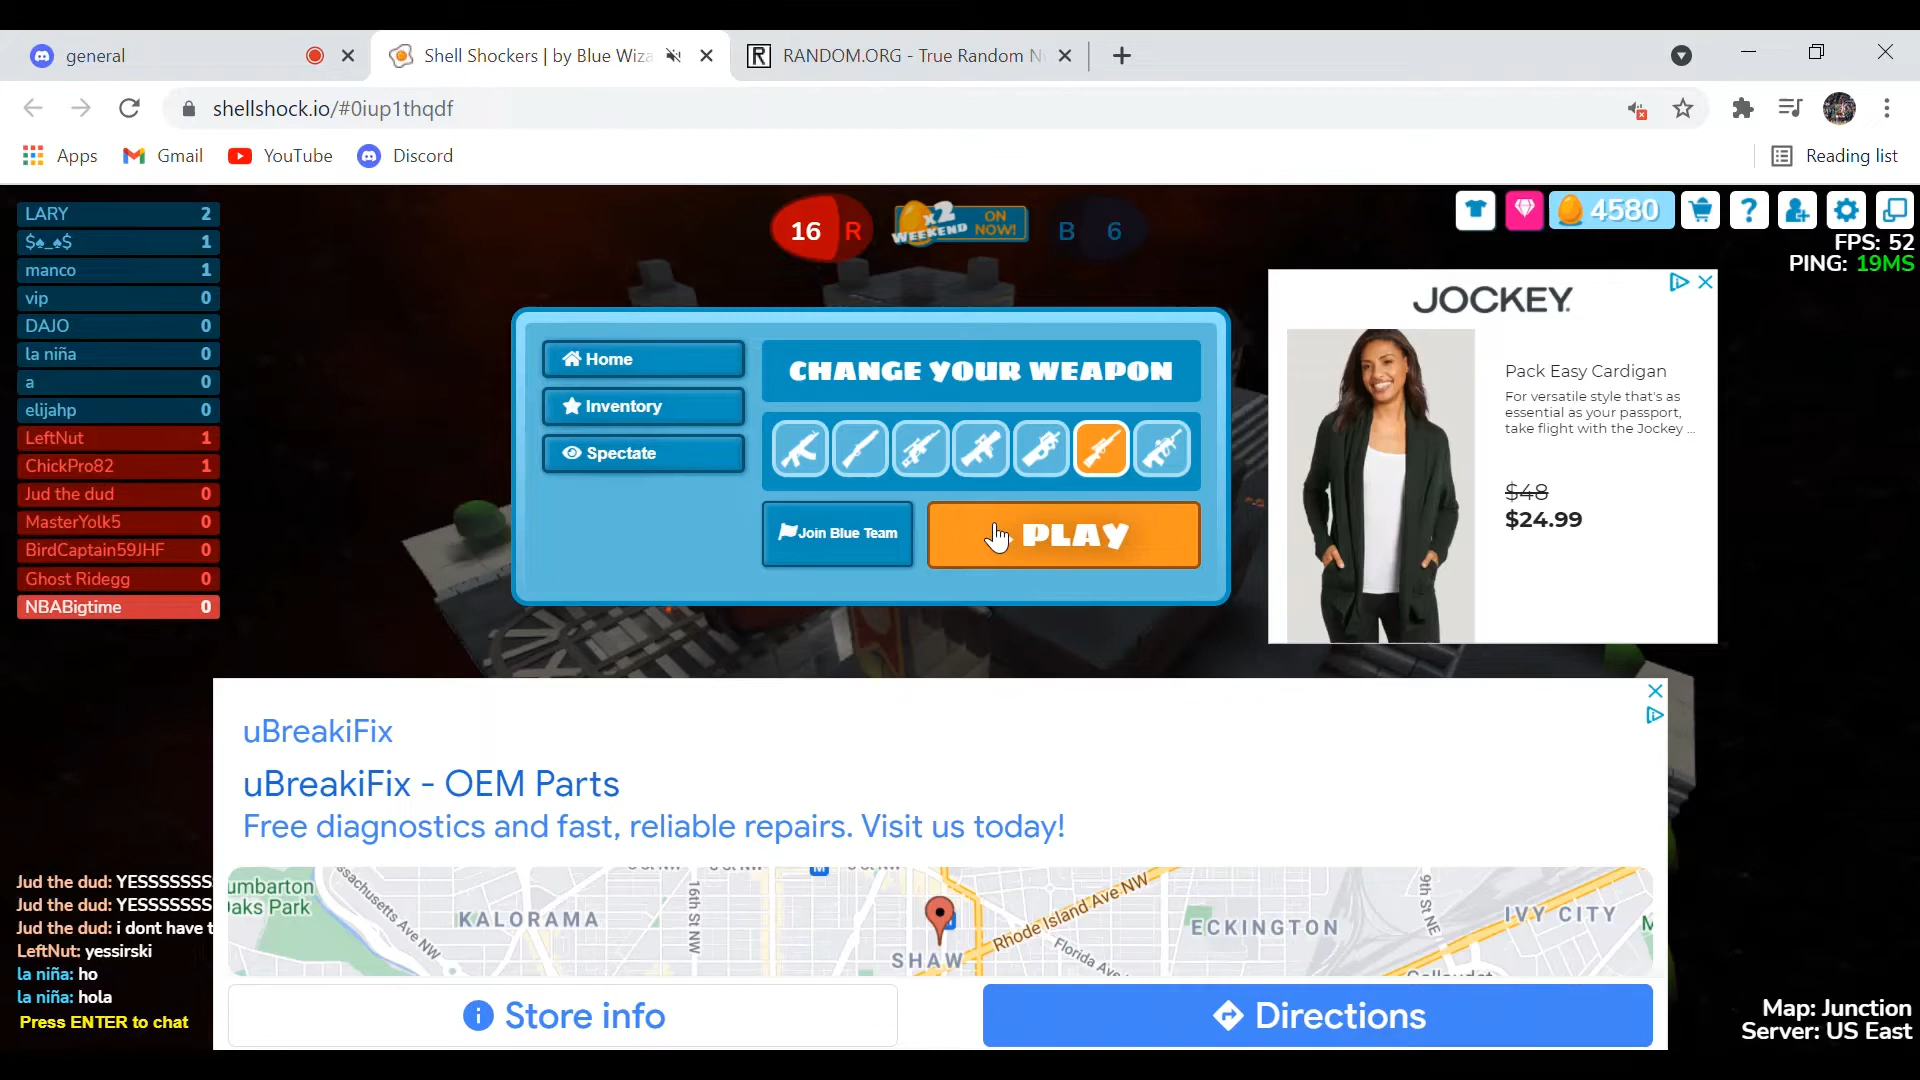 general
Shell Shockers | by Blue Wiza
RANDOM.ORG - True Random N
shellshock.io/#0iup1thqdf
Apps
Gmail
YouTube
Discord
Reading list
LARY 2
$♠_♠$ 1
manco 1
vip 0
DAJO 0
la niña 0
a 0
elijahp 0
LeftNut 1
ChickPro82 1
Jud the dud 0
MasterYolk5 0
BirdCaptain59JHF 0
Ghost Ridegg 0
NBABigtime 0
16 R
x2 WEEKEND ON NOW!
B 6
4580
?
FPS: 52
PING: 19MS
Home
Inventory
Spectate
CHANGE YOUR WEAPON
Join Blue Team
PLAY
JOCKEY
Pack Easy Cardigan
For versatile style that's as
essential as your passport,
take flight with the Jockey ...
$48
$24.99
uBreakiFix
uBreakiFix - OEM Parts
Free diagnostics and fast, reliable repairs. Visit us today!
umbarton
Oaks Park
ssachusetts Ave NW
KALORAMA
16th St NW
M
SHAW
Rhode Island Ave NW
Florida Ave
ECKINGTON
9th St NE
IVY CITY
Store info
Directions
Jud the dud: YESSSSSSS
Jud the dud: YESSSSSSS
Jud the dud: i dont have t
LeftNut: yessirski
la niña: ho
la niña: hola
Press ENTER to chat
Map: Junction
Server: US East